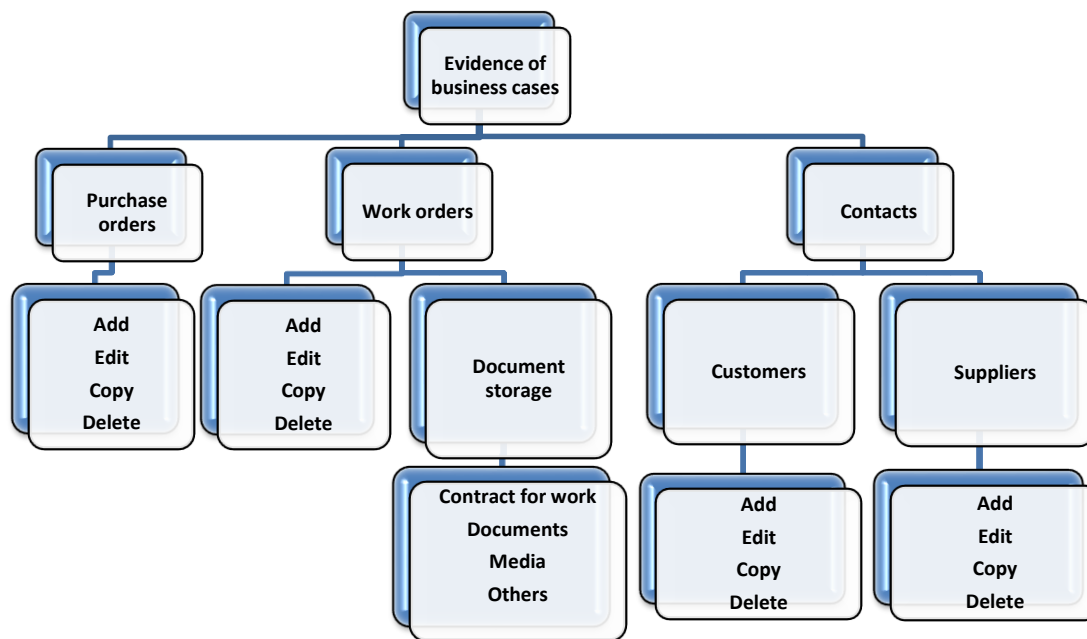 Evidence of
business cases
Purchase
orders
Work orders
Contacts
Add
Edit
Copy
Delete
Add
Edit
Copy
Delete
Document
storage
Customers
Suppliers
Contract for work
Documents
Media
Others
Add
Edit
Copy
Delete
Add
Edit
Copy
Delete